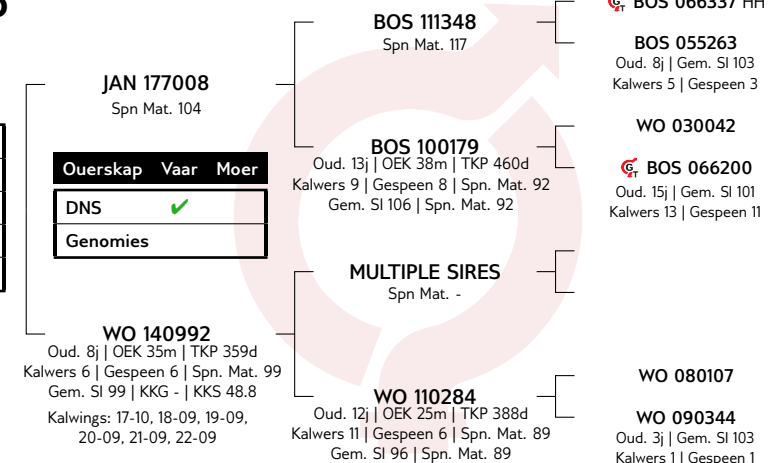 JAN 177008
Spn Mat. 104
Ouerskap Vaar Moer
DNS ✔
Genomies
WO 140992
Oud. 8j | OEK 35m | TKP 359d
Kalwers 6 | Gespeen 6 | Spn. Mat. 99
Gem. SI 99 | KKG - | KKS 48.8
Kalwings: 17-10, 18-09, 19-09,
20-09, 21-09, 22-09
BOS 111348
Spn Mat. 117
BOS 100179
Oud. 13j | OEK 38m | TKP 460d
Kalwers 9 | Gespeen 8 | Spn. Mat. 92
Gem. SI 106 | Spn. Mat. 92
MULTIPLE SIRES
Spn Mat. -
WO 110284
Oud. 12j | OEK 25m | TKP 388d
Kalwers 11 | Gespeen 6 | Spn. Mat. 89
Gem. SI 96 | Spn. Mat. 89
GT BOS 066337 HH
BOS 055263
Oud. 8j | Gem. SI 103
Kalwers 5 | Gespeen 3
WO 030042
GT BOS 066200
Oud. 15j | Gem. SI 101
Kalwers 13 | Gespeen 11
WO 080107
WO 090344
Oud. 3j | Gem. SI 103
Kalwers 1 | Gespeen 1